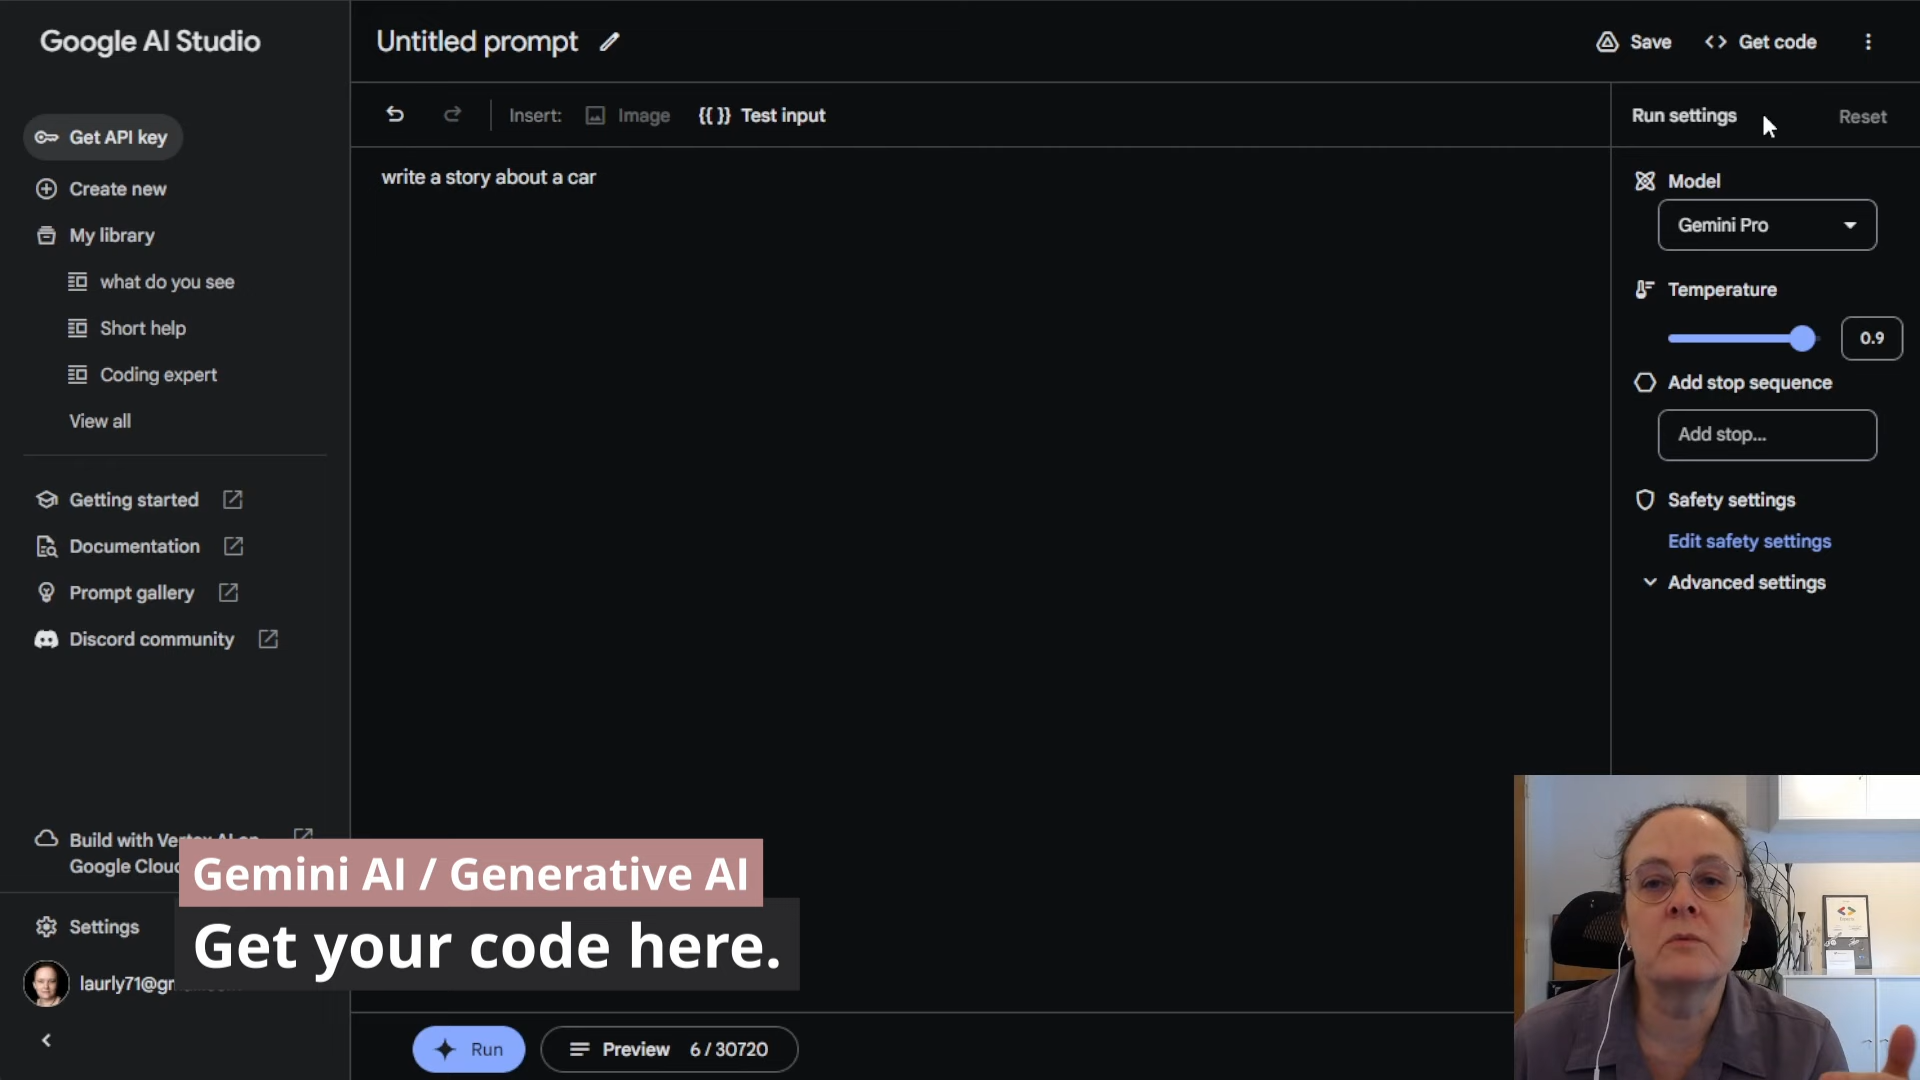 Google AI Studio
Get API key
Create new
My library
what do you see
Short help
Coding expert
View all
Getting started
Documentation
Prompt gallery
Discord community
Build with
Google
Settings
Untitled prompt
Save
<> Get code
Insert:
Image
{{ }} Test input
write a story about a car
Run settings
Reset
Model
Gemini Pro
Temperature
0.9
Add stop sequence
Add stop...
Safety settings
Edit safety settings
Advanced settings
Gemini AI / Generative AI
Get your code here.
Run
Preview 6 / 30720